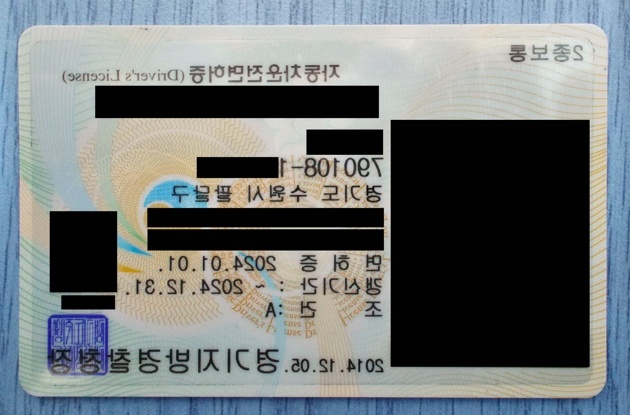 2종보통
자동차운전면허증 (Driver's License)
790108-1
경기도 수원시 팔달구
면 허 증 2024.01.01.
갱신기간 : ~ 2024.12.31.
조 건 : A
2014.12.05. 경기지방경찰청장